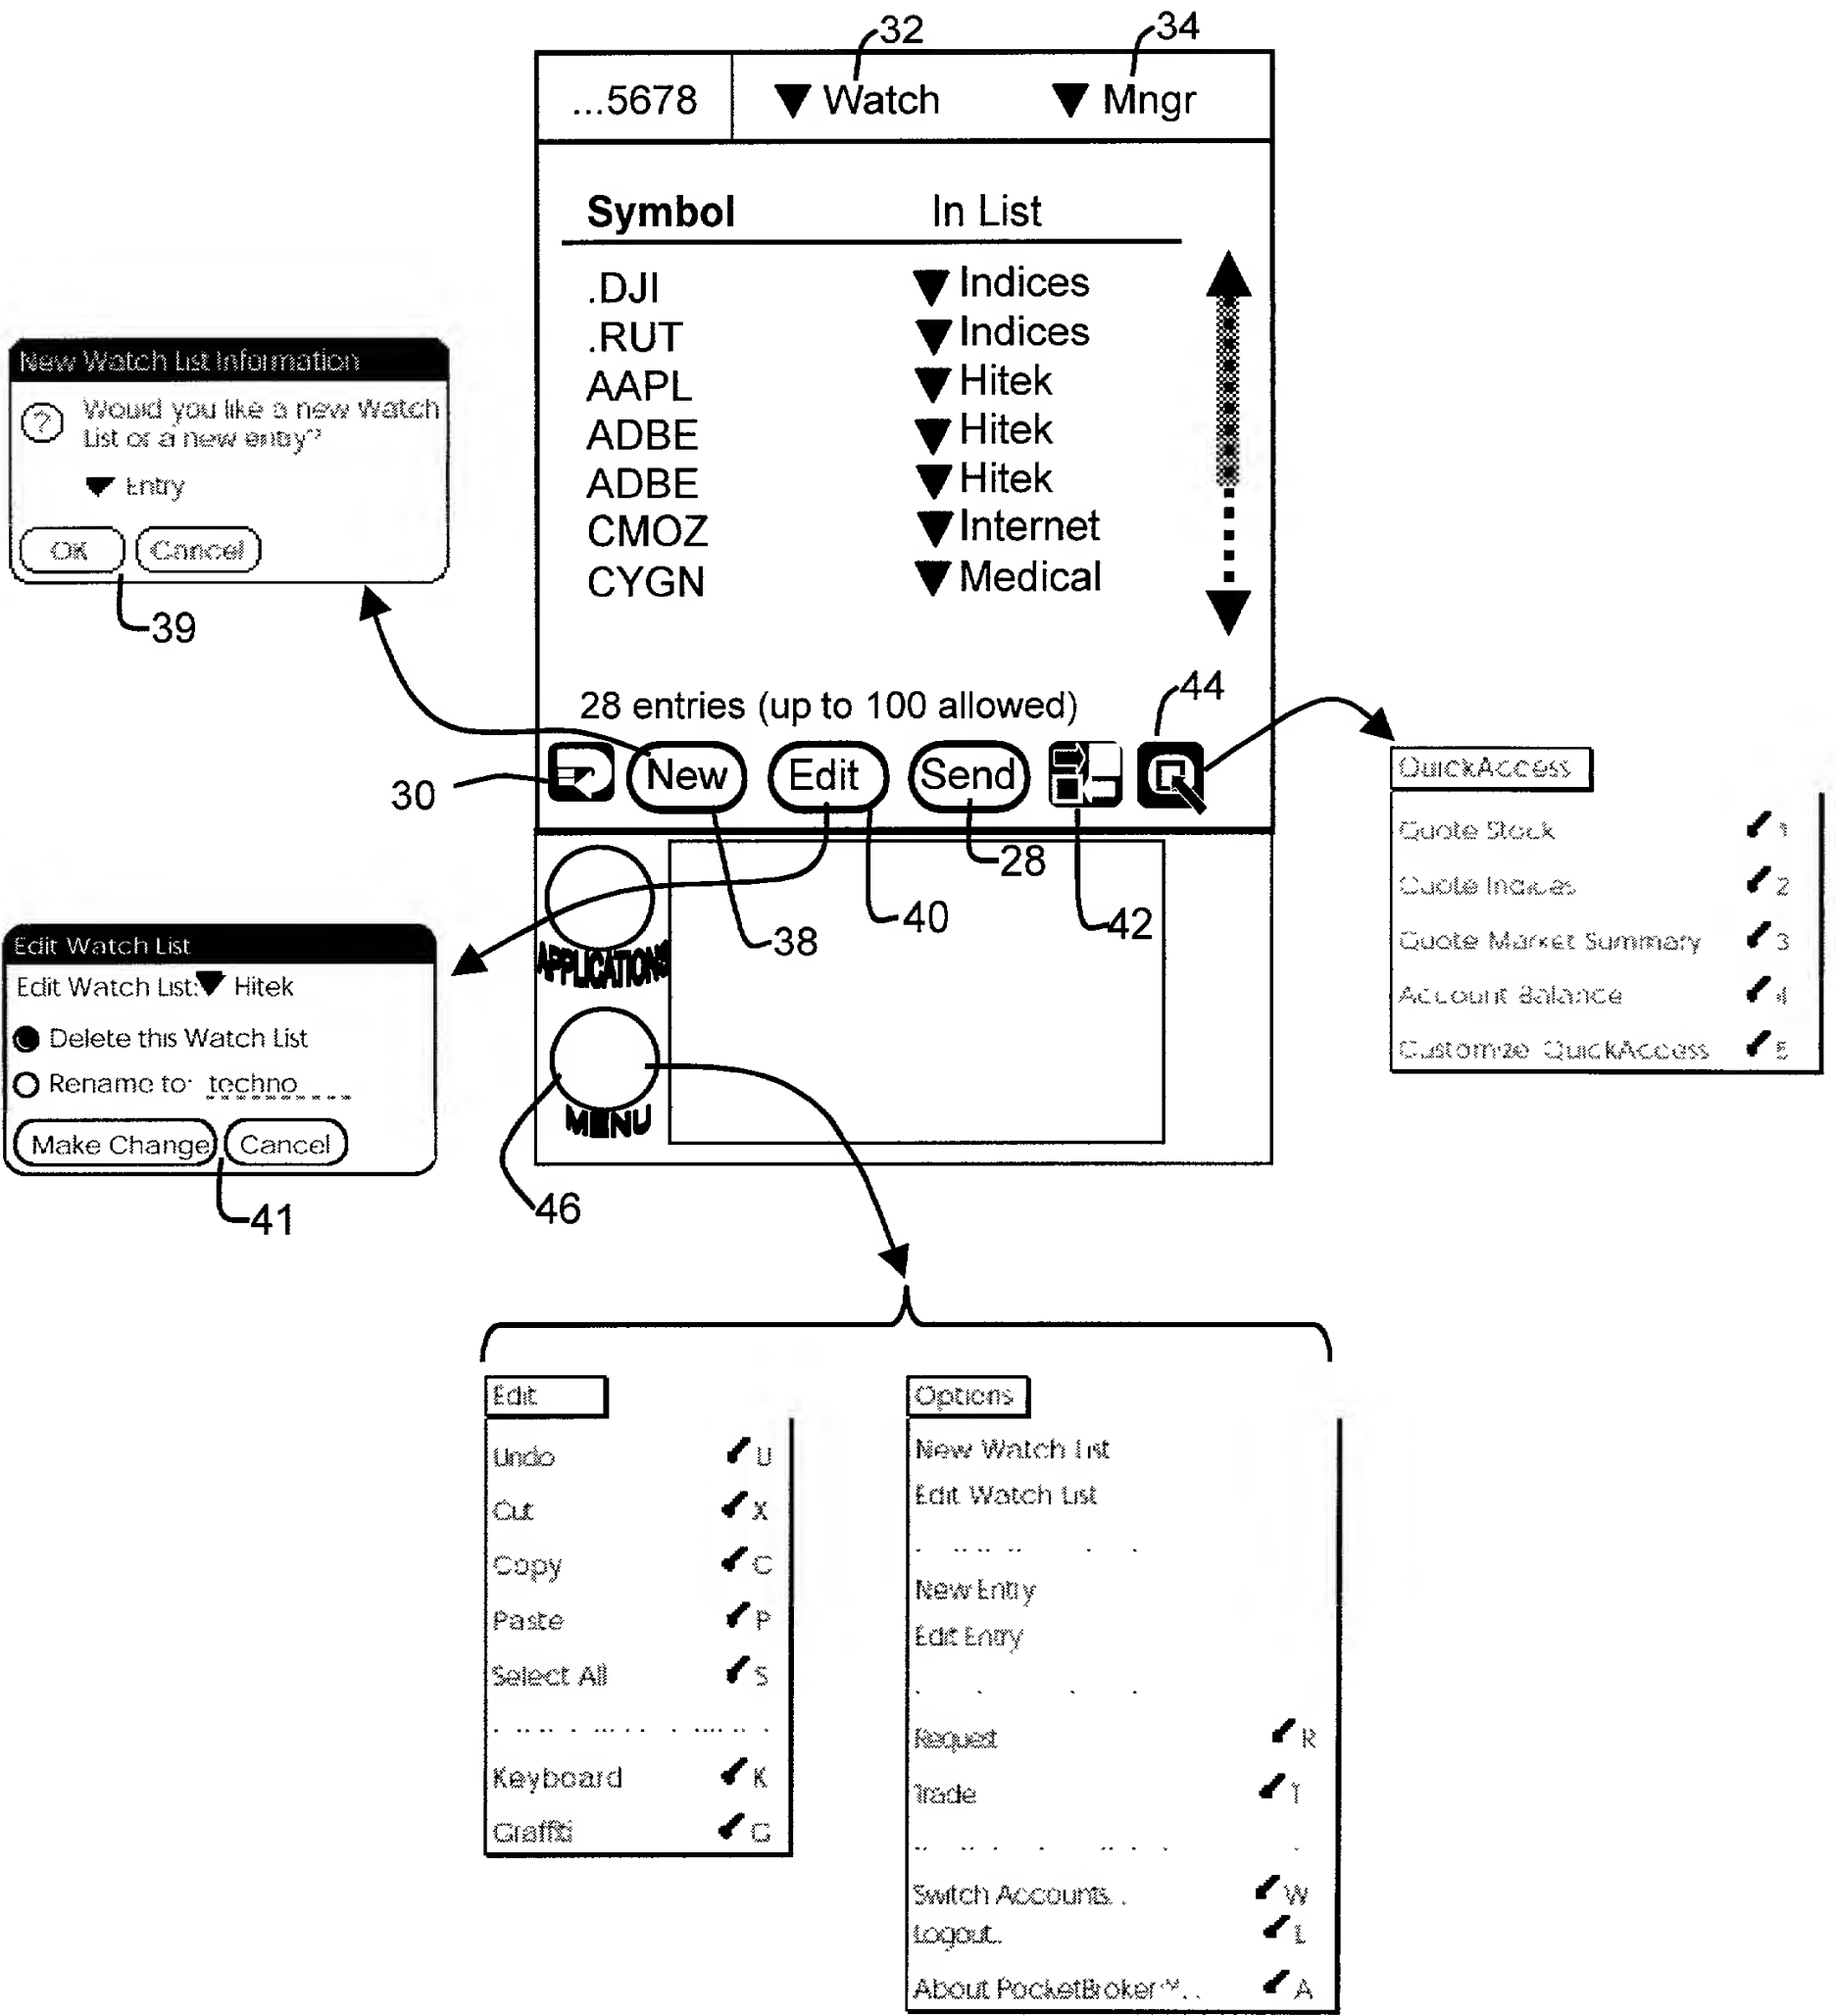 32
34
...5678
▼ Watch
▼ Mngr
Symbol
In List
.DJI ▼ Indices
.RUT ▼ Indices
AAPL ▼ Hitek
ADBE ▼ Hitek
ADBE ▼ Hitek
CMOZ ▼ Internet
CYGN ▼ Medical
28 entries (up to 100 allowed)
44
30
New
Edit
Send
28
38
40
42
New Watch List Information
? Would you like a new Watch
List or a new entry?
▼ Entry
OK
Cancel
39
Edit Watch List
Edit Watch List: ▼ Hitek
Delete this Watch List
Rename to: techno
Make Change
Cancel
41
APPLICATIONS
MENU
46
QuickAccess
Quote Stock 1
Quote Indices 2
Quote Market Summary 3
Account Balance 4
Customize QuickAccess 5
Edit
Undo U
Cut X
Copy C
Paste P
Select All S
Keyboard K
Graffiti G
Options
New Watch List
Edit Watch List
New Entry
Edit Entry
Request R
Trade T
Switch Accounts.. W
Logout.. L
About PocketBroker™.. A